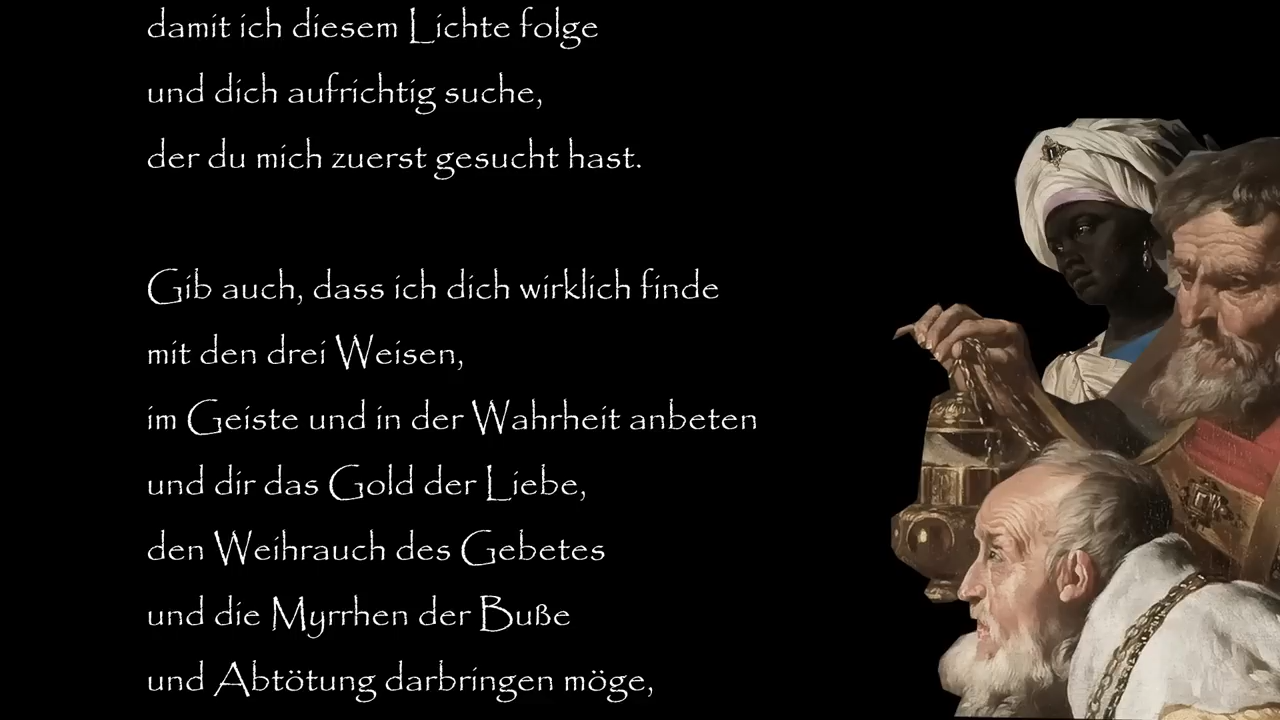 damit ich diesem Lichte folge
und dich aufrichtig suche,
der du mich zuerst gesucht hast.
Gib auch, dass ich dich wirklich finde
mit den drei Weisen,
im Geiste und in der Wahrheit anbeten
und dir das Gold der Liebe,
den Weihrauch des Gebetes
und die Myrrhen der Buße
und Abtötung darbringen möge,